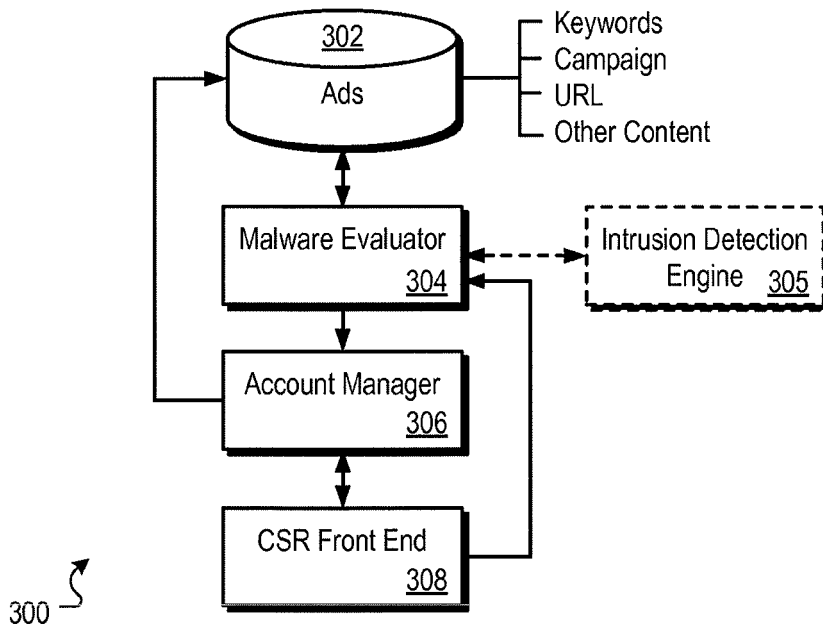 302
Ads
Keywords
Campaign
URL
Other Content
Malware Evaluator
304
Intrusion Detection
Engine 305
Account Manager
306
CSR Front End
308
300